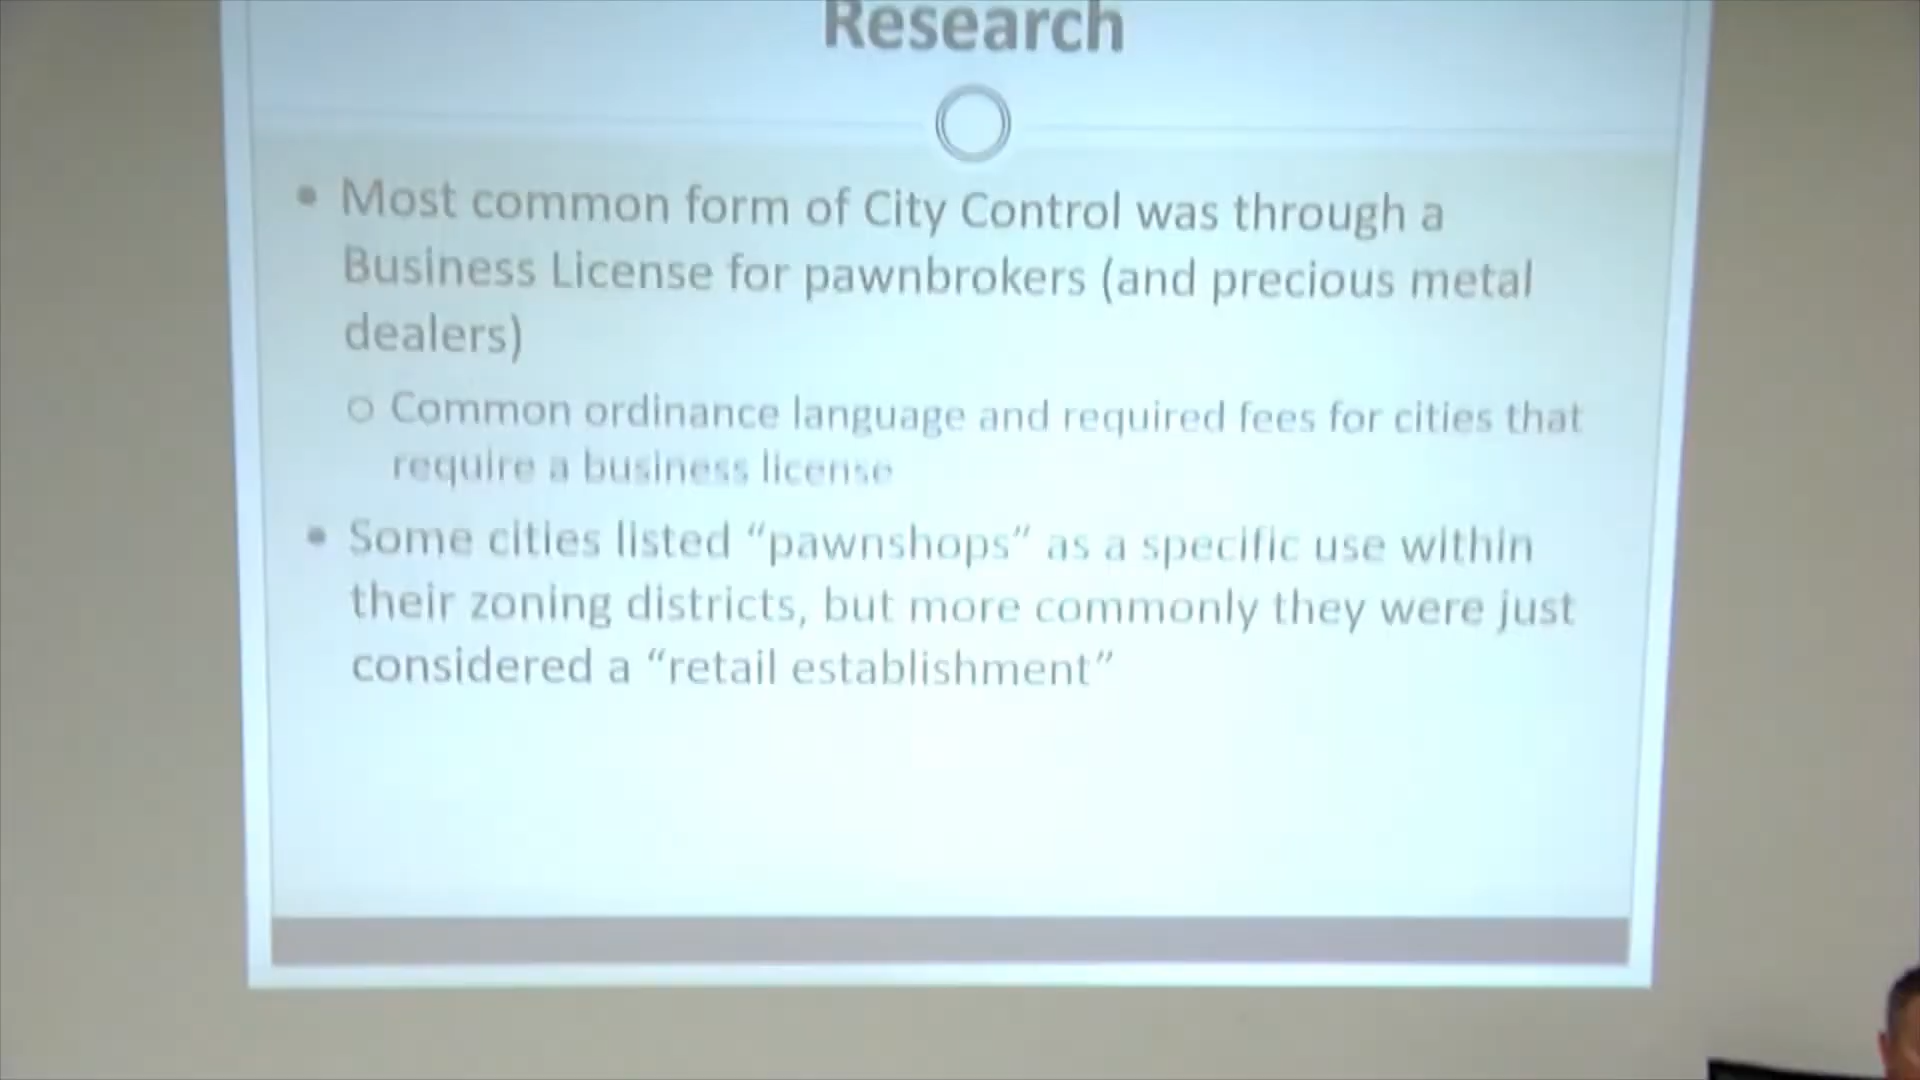 Research
• Most common form of City Control was through a
Business License for pawnbrokers (and precious metal
dealers)
○ Common ordinance language and required fees for cities that
require a business license
• Some cities listed “pawnshops” as a specific use within
their zoning districts, but more commonly they were just
considered a “retail establishment”